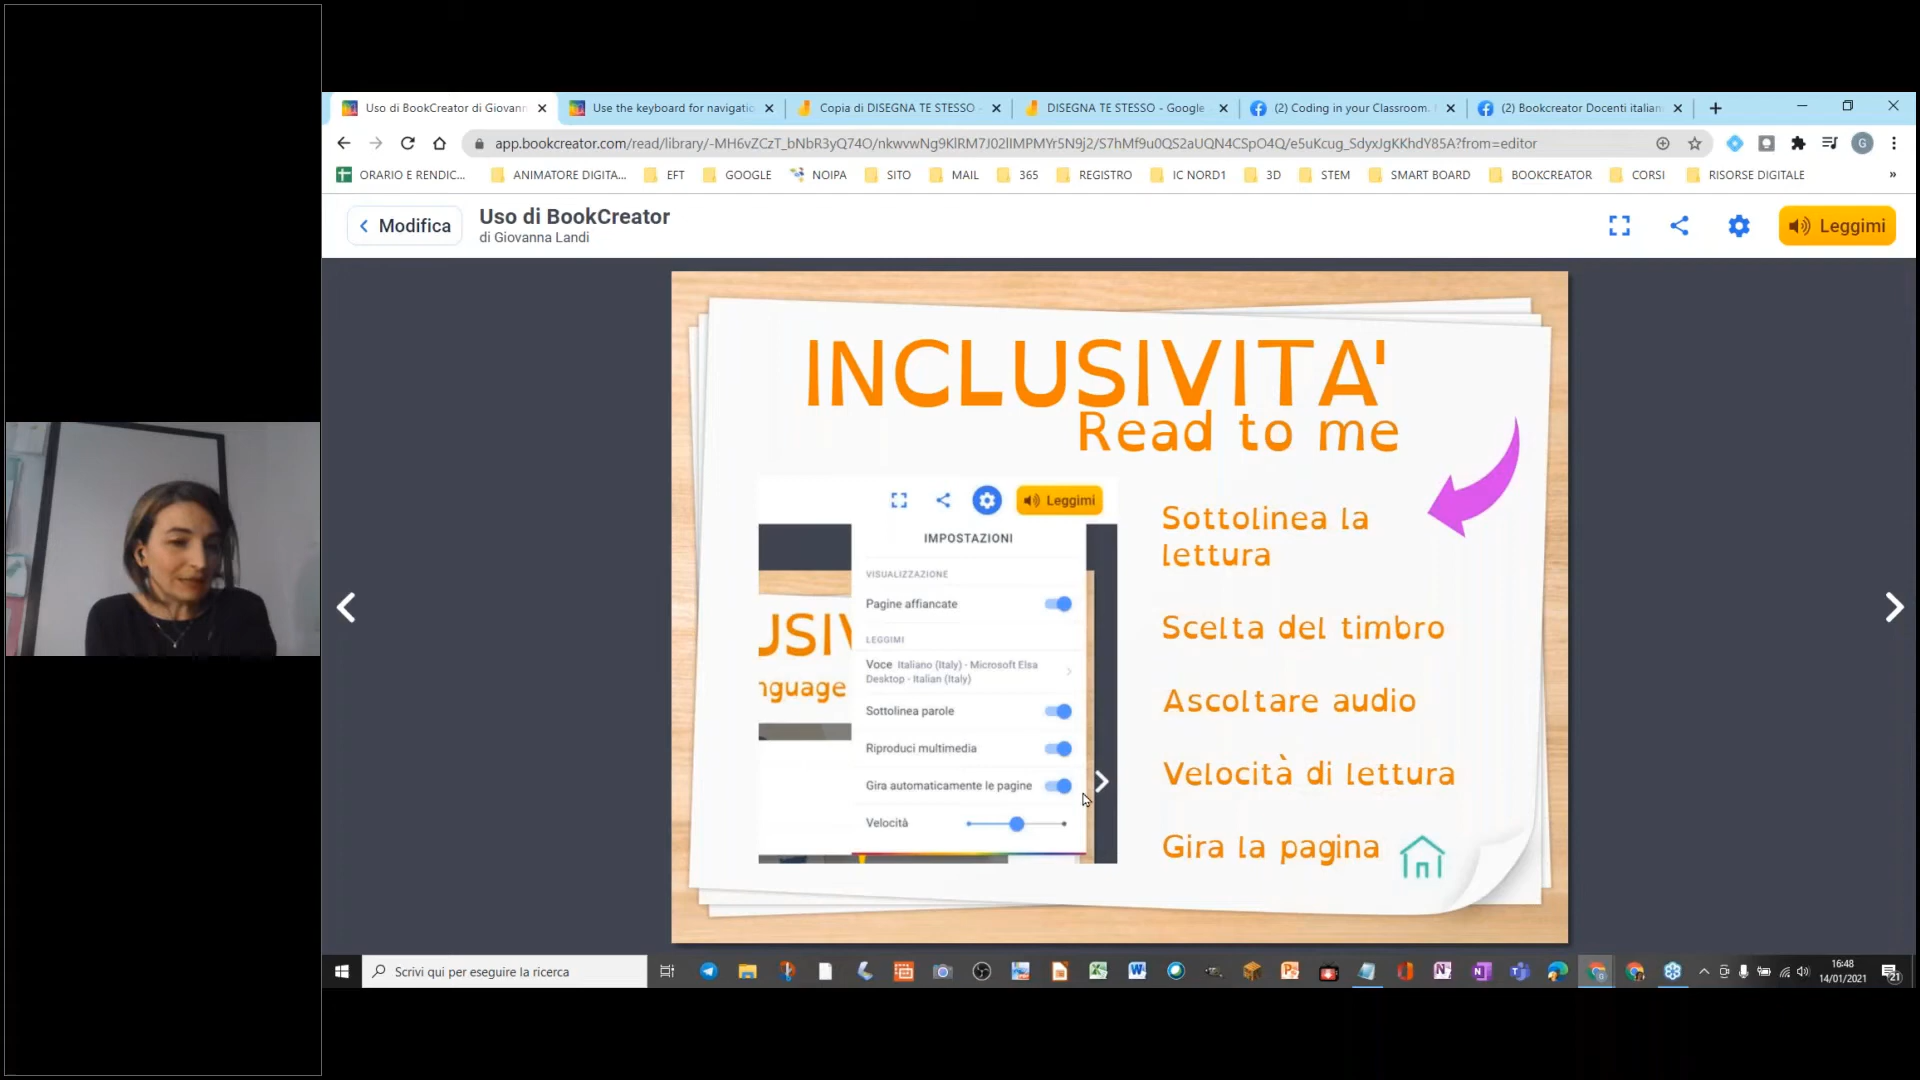 Uso di BookCreator di Giovann
Use the keyboard for navigatio
Copia di DISEGNA TE STESSO -
DISEGNA TE STESSO - Google
(2) Coding in your Classroom.
(2) Bookcreator Docenti italian
app.bookcreator.com/read/library/-MH6vZCzT_bNbR3yQ74O/nkwvwNg9KlRM7J02lIMPMYr5N9j2/S7hMf9u0QS2aUQN4CSpO4Q/e5uKcug_SdyxJgKKhdY85A?from=editor
G
ORARIO E RENDIC...
ANIMATORE DIGITA...
EFT
GOOGLE
NOIPA
SITO
MAIL
365
REGISTRO
IC NORD1
3D
STEM
SMART BOARD
BOOKCREATOR
CORSI
RISORSE DIGITALE
»
Modifica
Uso di BookCreator
di Giovanna Landi
Leggimi
INCLUSIVITA'
Read to me
Leggimi
IMPOSTAZIONI
VISUALIZZAZIONE
Pagine affiancate
LEGGIMI
Voce Italiano (Italy) - Microsoft Elsa
Desktop - Italian (Italy)
Sottolinea parole
Riproduci multimedia
Gira automaticamente le pagine
Velocità
USIV
nguage
Sottolinea la
lettura
Scelta del timbro
Ascoltare audio
Velocità di lettura
Gira la pagina
Scrivi qui per eseguire la ricerca
16:48
14/01/2021
21